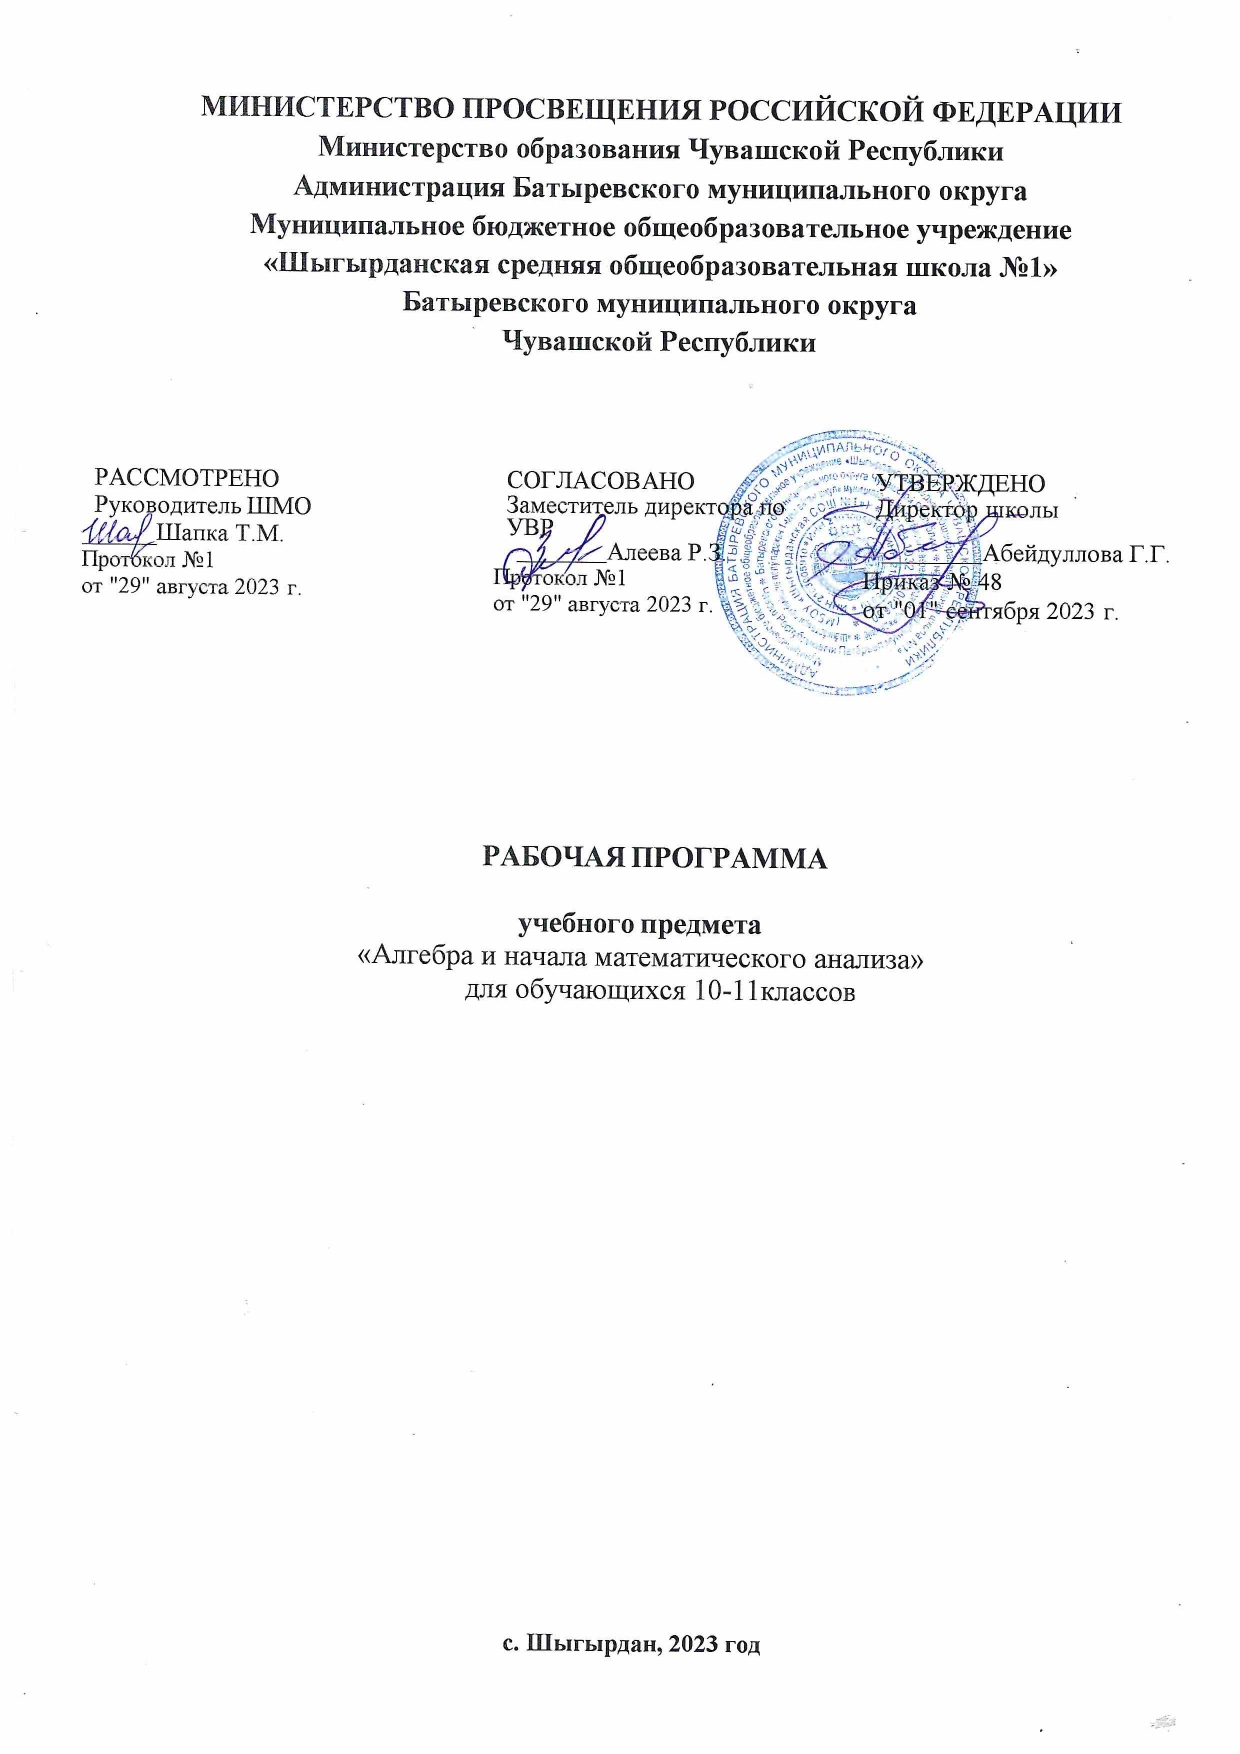 МИНИСТЕРСТВО ПРОСВЕЩЕНИЯ РОССИЙСКОЙ ФЕДЕРАЦИИ
Министерство образования Чувашской Республики
Администрация Батыревского муниципального округа
Муниципальное бюджетное общеобразовательное учреждение
«Шыгырданская средняя общеобразовательная школа №1»
Батыревского муниципального округа
Чувашской Республики
РАССМОТРЕНО
Руководитель ШМО
Шапка Т.М.
Протокол №1
от "29" августа 2023 г.
СОГЛАСОВАНО
Заместитель директора по
УВР
Алеева Р.З.
Протокол №1
от "29" августа 2023 г.
УТВЕРЖДЕНО
Директор школы
Абейдуллова Г.Г.
Приказ № 48
от "01" сентября 2023 г.
РАБОЧАЯ ПРОГРАММА
учебного предмета
«Алгебра и начала математического анализа»
для обучающихся 10-11классов
с. Шыгырдан, 2023 год